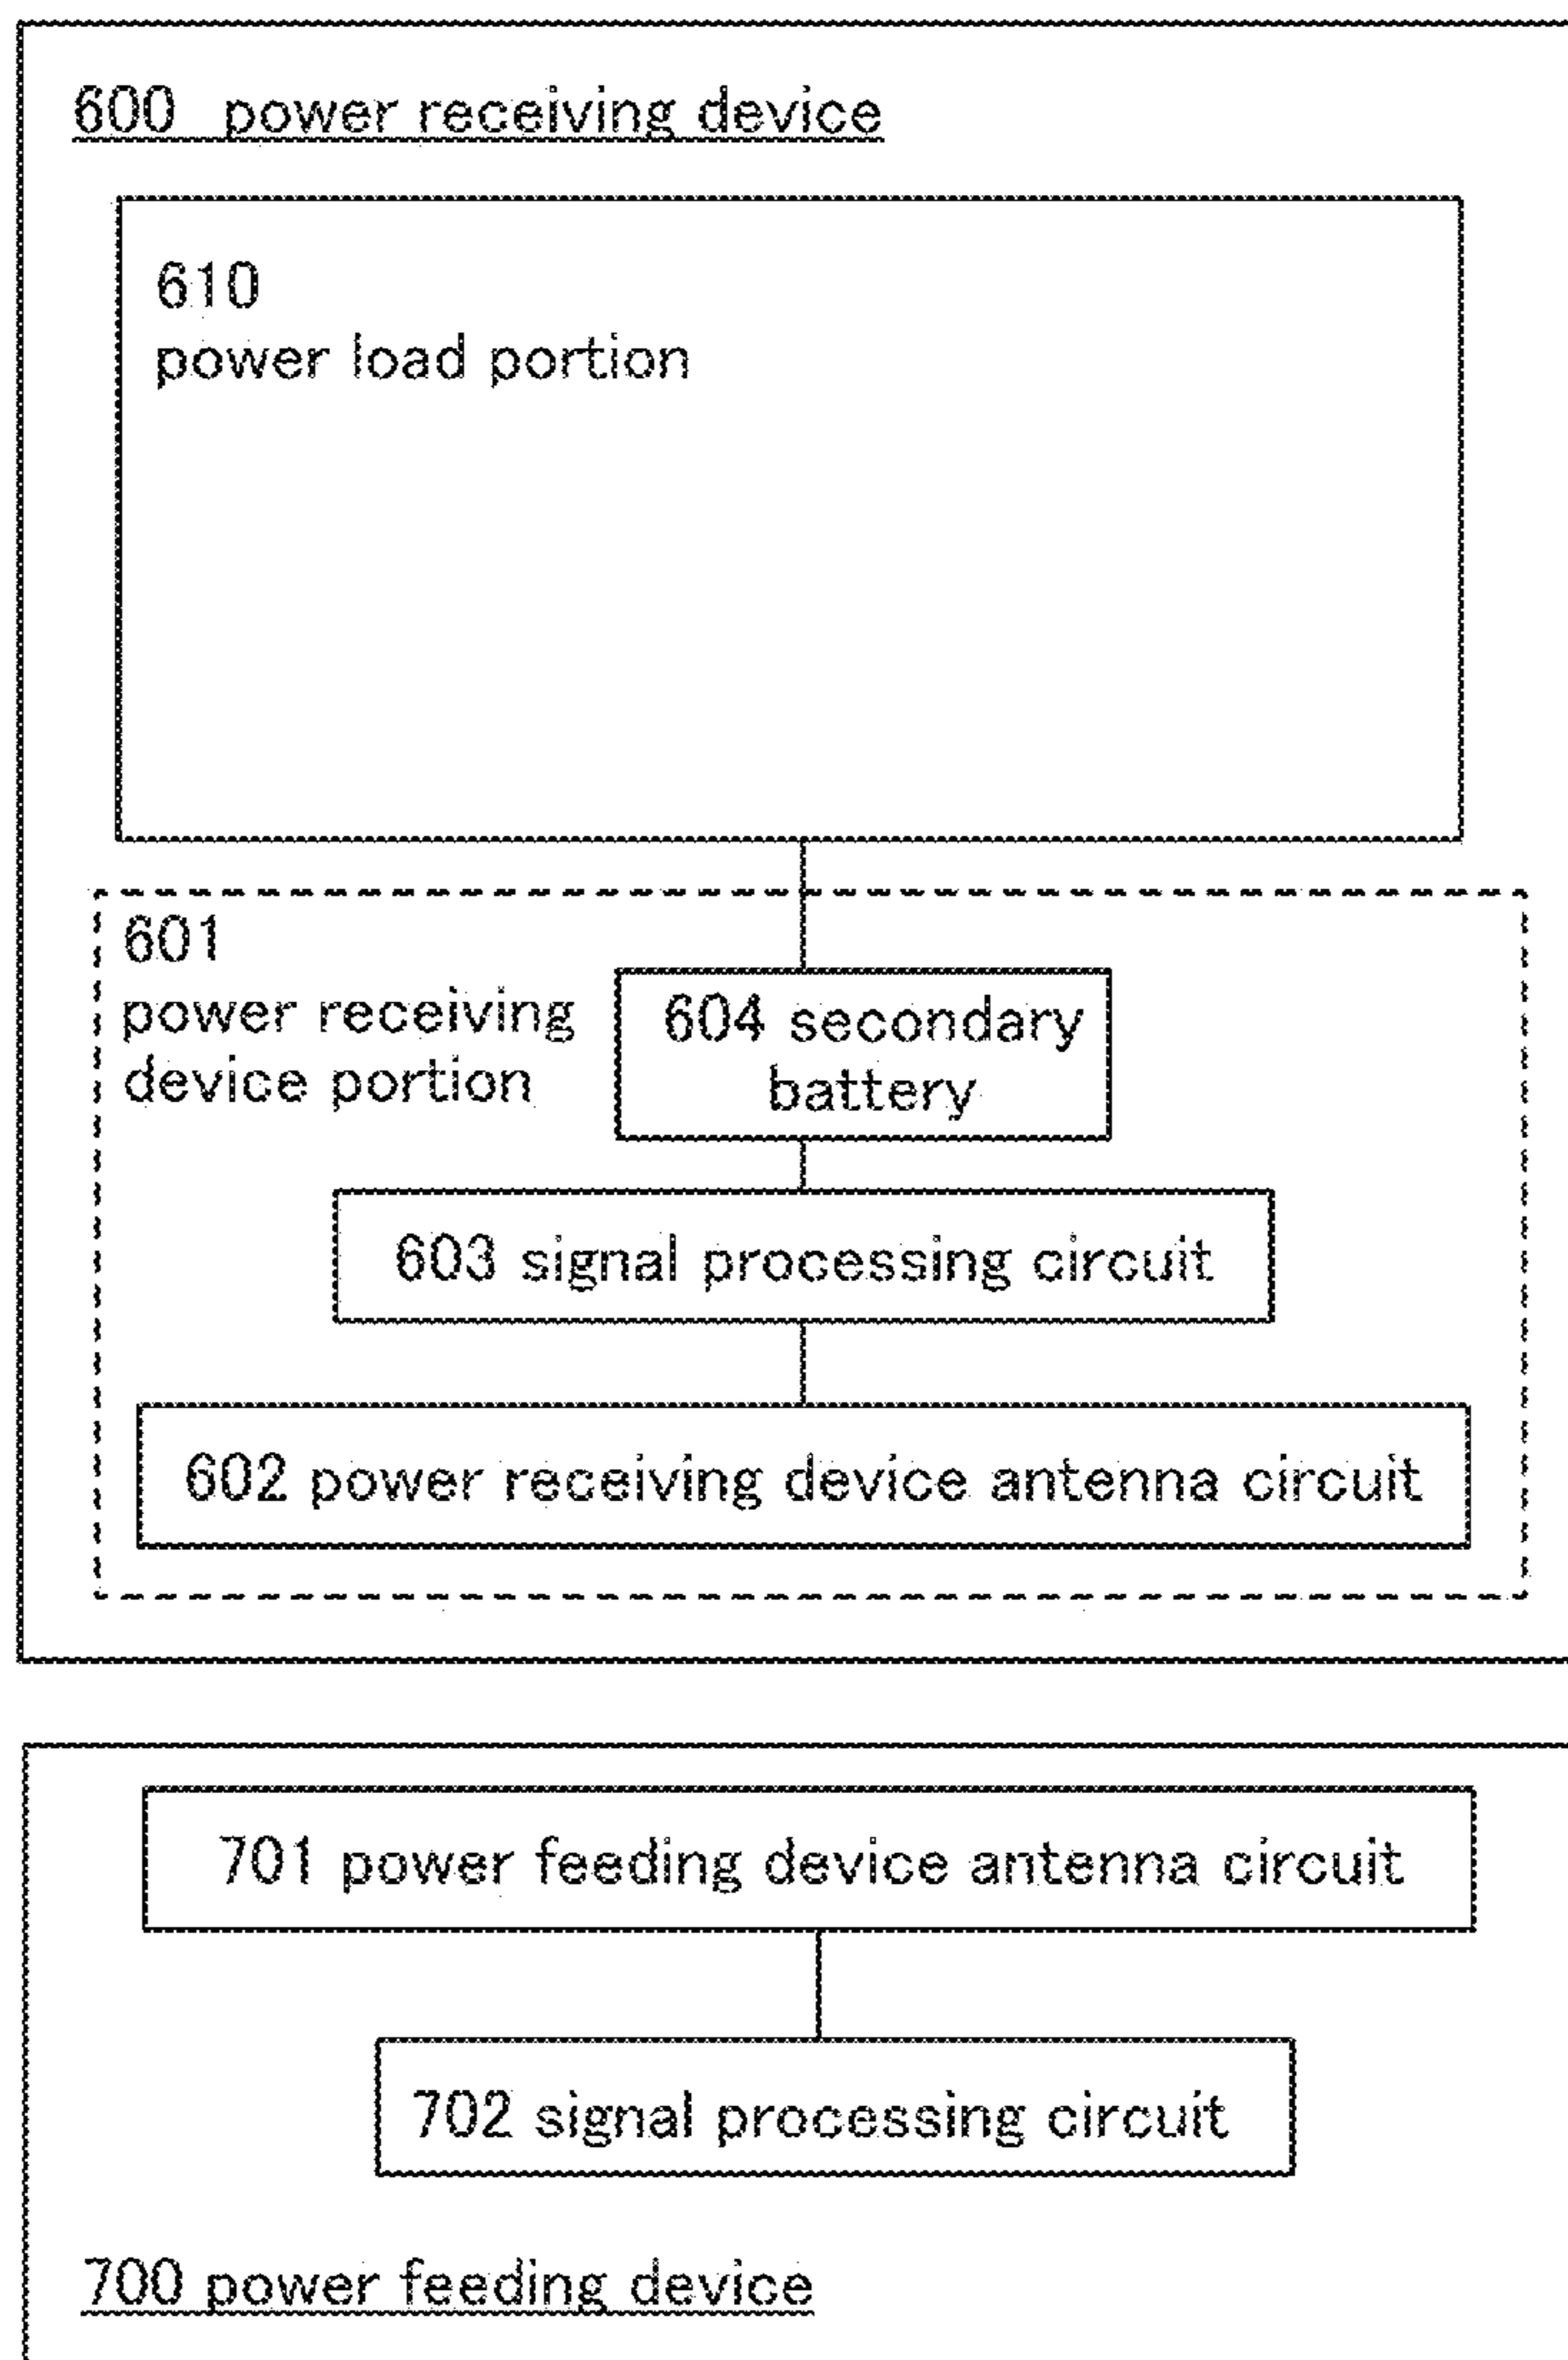 600 power receiving device
610
power load portion
601
power receiving
device portion
604 secondary
battery
603 signal processing circuit
602 power receiving device antenna circuit
701 power feeding device antenna circuit
702 signal processing circuit
700 power feeding device